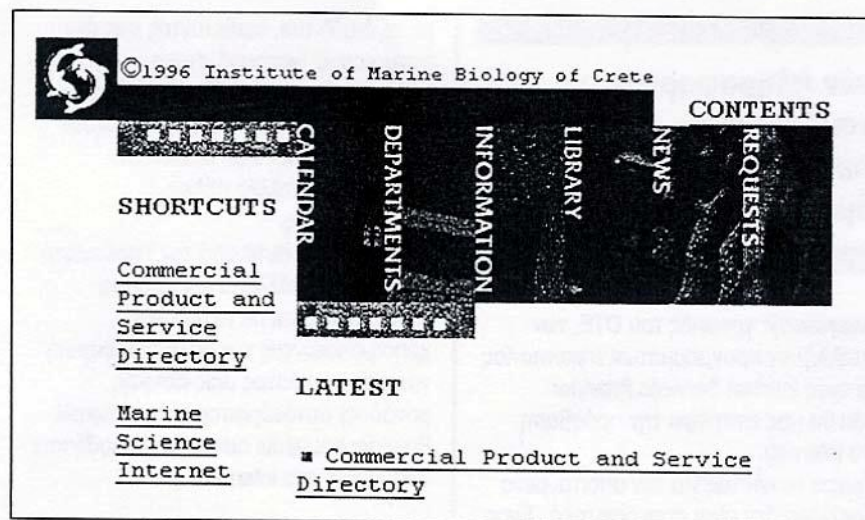 ©1996 Institute of Marine Biology of Crete
CONTENTS
CALENDAR
DEPARTMENTS
INFORMATION
LIBRARY
NEWS
REQUESTS
SHORTCUTS
Commercial
Product and
Service
Directory
Marine
Science
Internet
LATEST
Commercial Product and Service
Directory